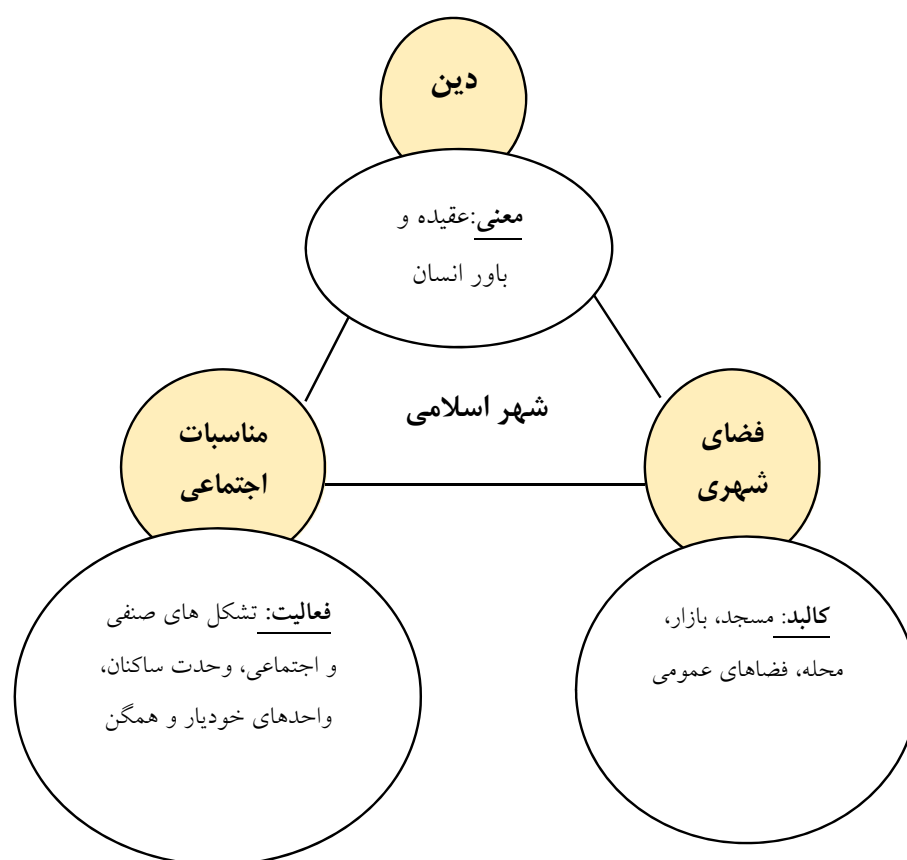 دین
معنی:عقیده و
باور انسان
شهر اسلامی
فضای
شهری
مناسبات
اجتماعی
کالبد: مسجد، بازار،
محله، فضاهای عمومی
فعالیت: تشکل های صنفی
و اجتماعی، وحدت ساکنان،
واحدهای خودیار و همگن